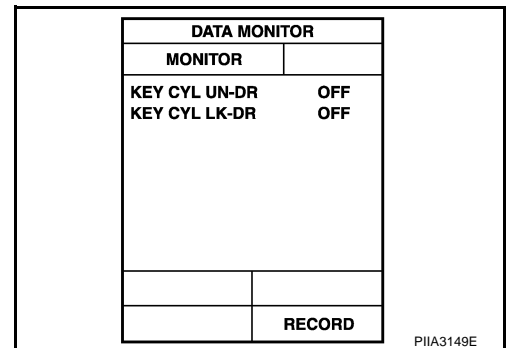 DATA MONITOR
MONITOR
KEY CYL UN-DR OFF
KEY CYL LK-DR OFF
RECORD
PIIA3149E